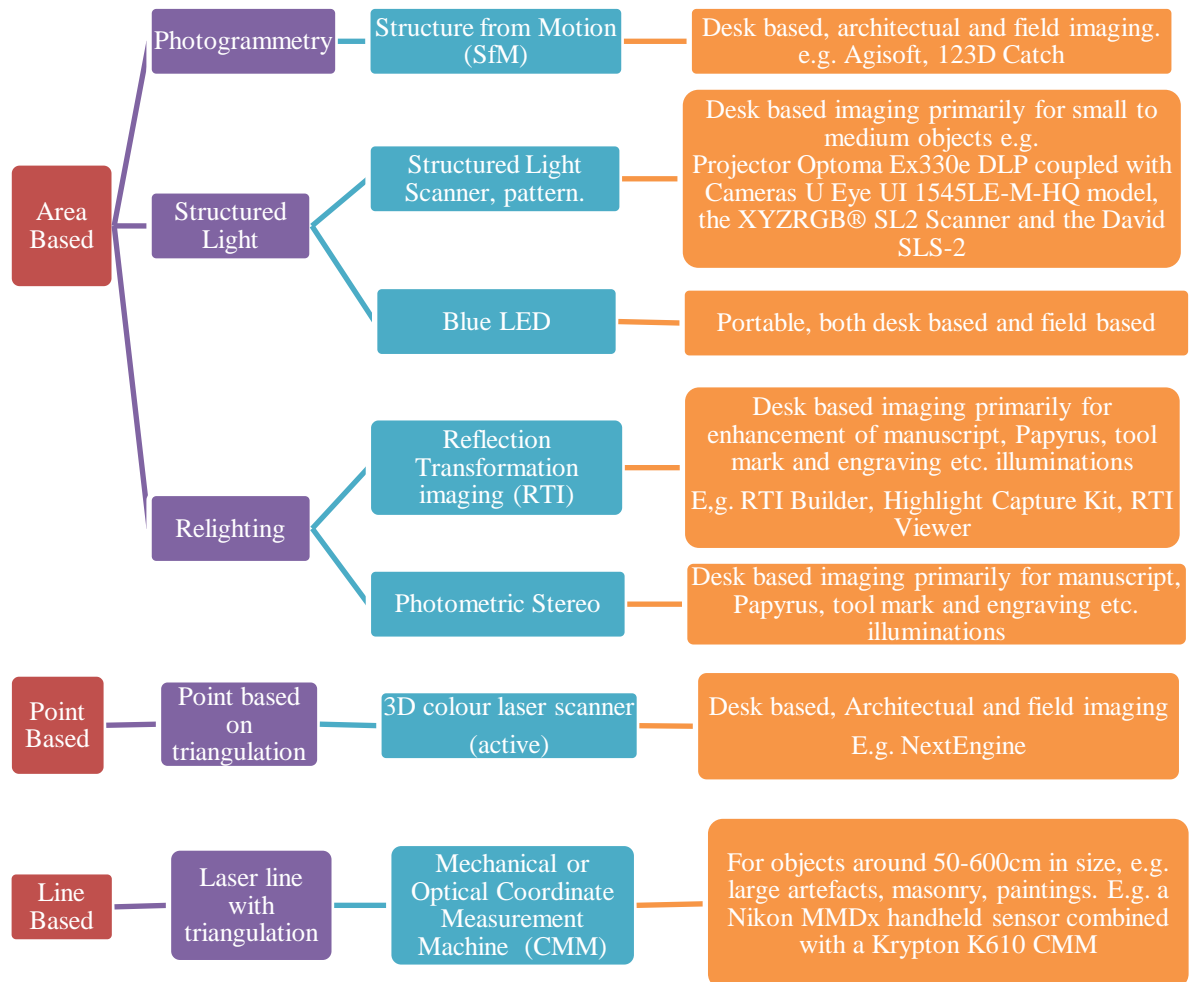 Photogrammetry
Structure from Motion
(SfM)
Desk based, architectual and field imaging.
e.g. Agisoft, 123D Catch
Area
Based
Structured
Light
Structured Light
Scanner, pattern.
Desk based imaging primarily for small to
medium objects e.g.
Projector Optoma Ex330e DLP coupled with
Cameras U Eye UI 1545LE-M-HQ model,
the XYZRGB® SL2 Scanner and the David
SLS-2
Blue LED
Portable, both desk based and field based
Relighting
Reflection
Transformation
imaging (RTI)
Desk based imaging primarily for
enhancement of manuscript, Papyrus, tool
mark and engraving etc. illuminations
E,g. RTI Builder, Highlight Capture Kit, RTI
Viewer
Photometric Stereo
Desk based imaging primarily for manuscript,
Papyrus, tool mark and engraving etc.
illuminations
Point
Based
Point based
on
triangulation
3D colour laser scanner
(active)
Desk based, Architectual and field imaging
E.g. NextEngine
Line
Based
Laser line
with
triangulation
Mechanical or
Optical Coordinate
Measurement
Machine (CMM)
For objects around 50-600cm in size, e.g.
large artefacts, masonry, paintings. E.g. a
Nikon MMDx handheld sensor combined
with a Krypton K610 CMM